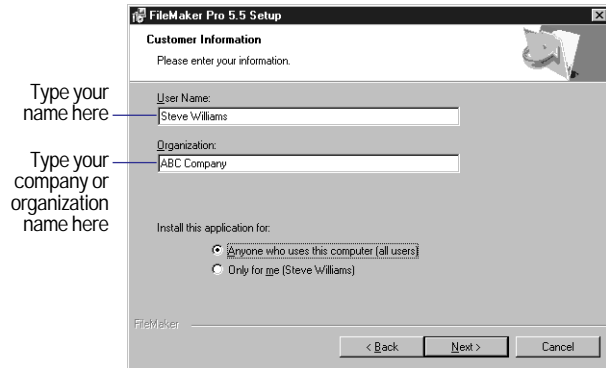 FileMaker Pro 5.5 Setup
Customer Information
Please enter your information.
Type your
name here
User Name:
Steve Williams
Type your
company or
organization
name here
Organization:
ABC Company
Install this application for:
Anyone who uses this computer (all users)
Only for me (Steve Williams)
FileMaker
< Back
Next >
Cancel